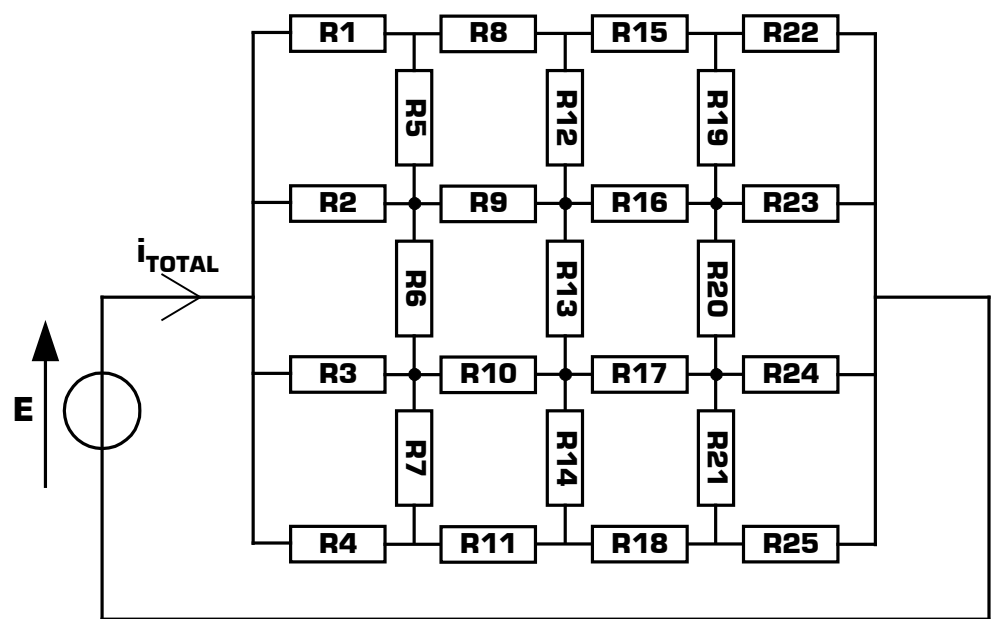 R1 R8 R15 R22
R5 R12 R19
R2 R9 R16 R23
iTOTAL
R6 R13 R20
R3 R10 R17 R24
E
R7 R14 R21
R4 R11 R18 R25